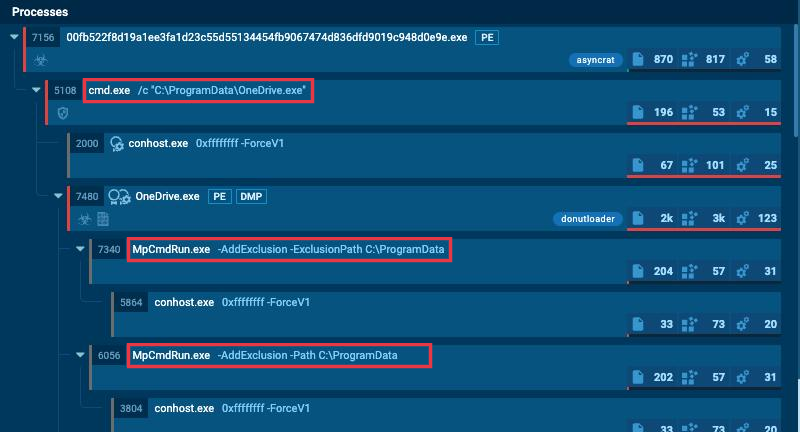 Processes
7156 00fb522f8d19a1ee3fa1d23c55d55134454fb9067474d836dfd9019c948d0e9e.exe PE
asyncrat 870 817 58
5108 cmd.exe /c "C:\ProgramData\OneDrive.exe"
196 53 15
2000 conhost.exe 0xffffffff -ForceV1
67 101 25
7480 OneDrive.exe PE DMP
donutloader 2k 3k 123
7340 MpCmdRun.exe -AddExclusion -ExclusionPath C:\ProgramData
204 57 31
5864 conhost.exe 0xffffffff -ForceV1
33 73 20
6056 MpCmdRun.exe -AddExclusion -Path C:\ProgramData
202 57 31
3804 conhost.exe 0xffffffff -ForceV1
33 73 20